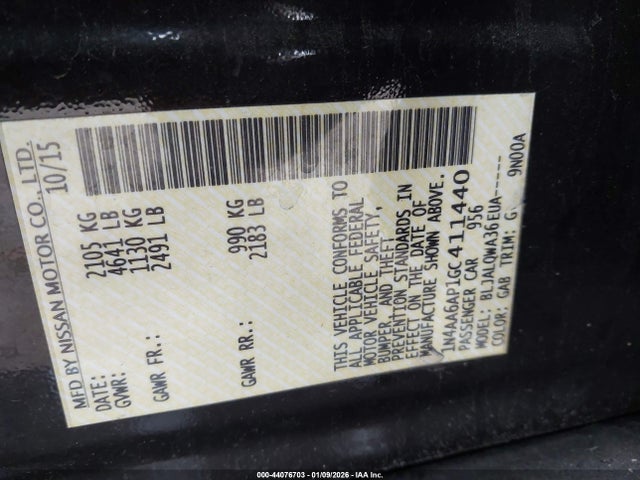 MFD BY NISSAN MOTOR CO., LTD.
DATE: 10/15
GVWR: 2105 KG
4641 LB
GAWR FR.: 1130 KG
2491 LB
GAWR RR.: 990 KG
2183 LB
THIS VEHICLE CONFORMS TO
ALL APPLICABLE FEDERAL
MOTOR VEHICLE SAFETY,
BUMPER, AND THEFT
PREVENTION STANDARDS IN
EFFECT ON THE DATE OF
MANUFACTURE SHOWN ABOVE.
1N4AA6AP1GC411440
PASSENGER CAR 956
MODEL: BLJALQWA36EUA-----
COLOR: GAB TRIM: G 9N00A
000-44076703 - 01/09/2026 - IAA Inc.